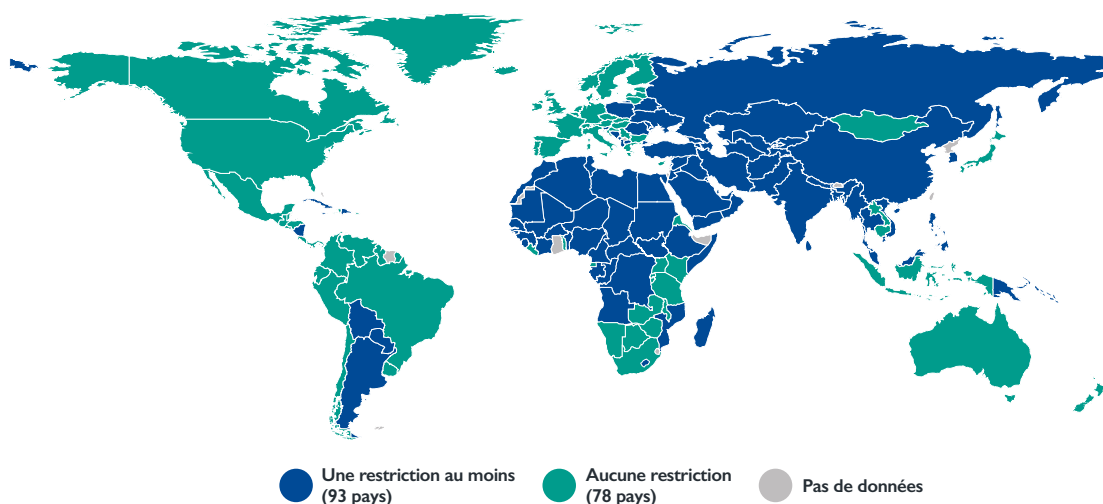 Une restriction au moins
(93 pays)
Aucune restriction
(78 pays)
Pas de données